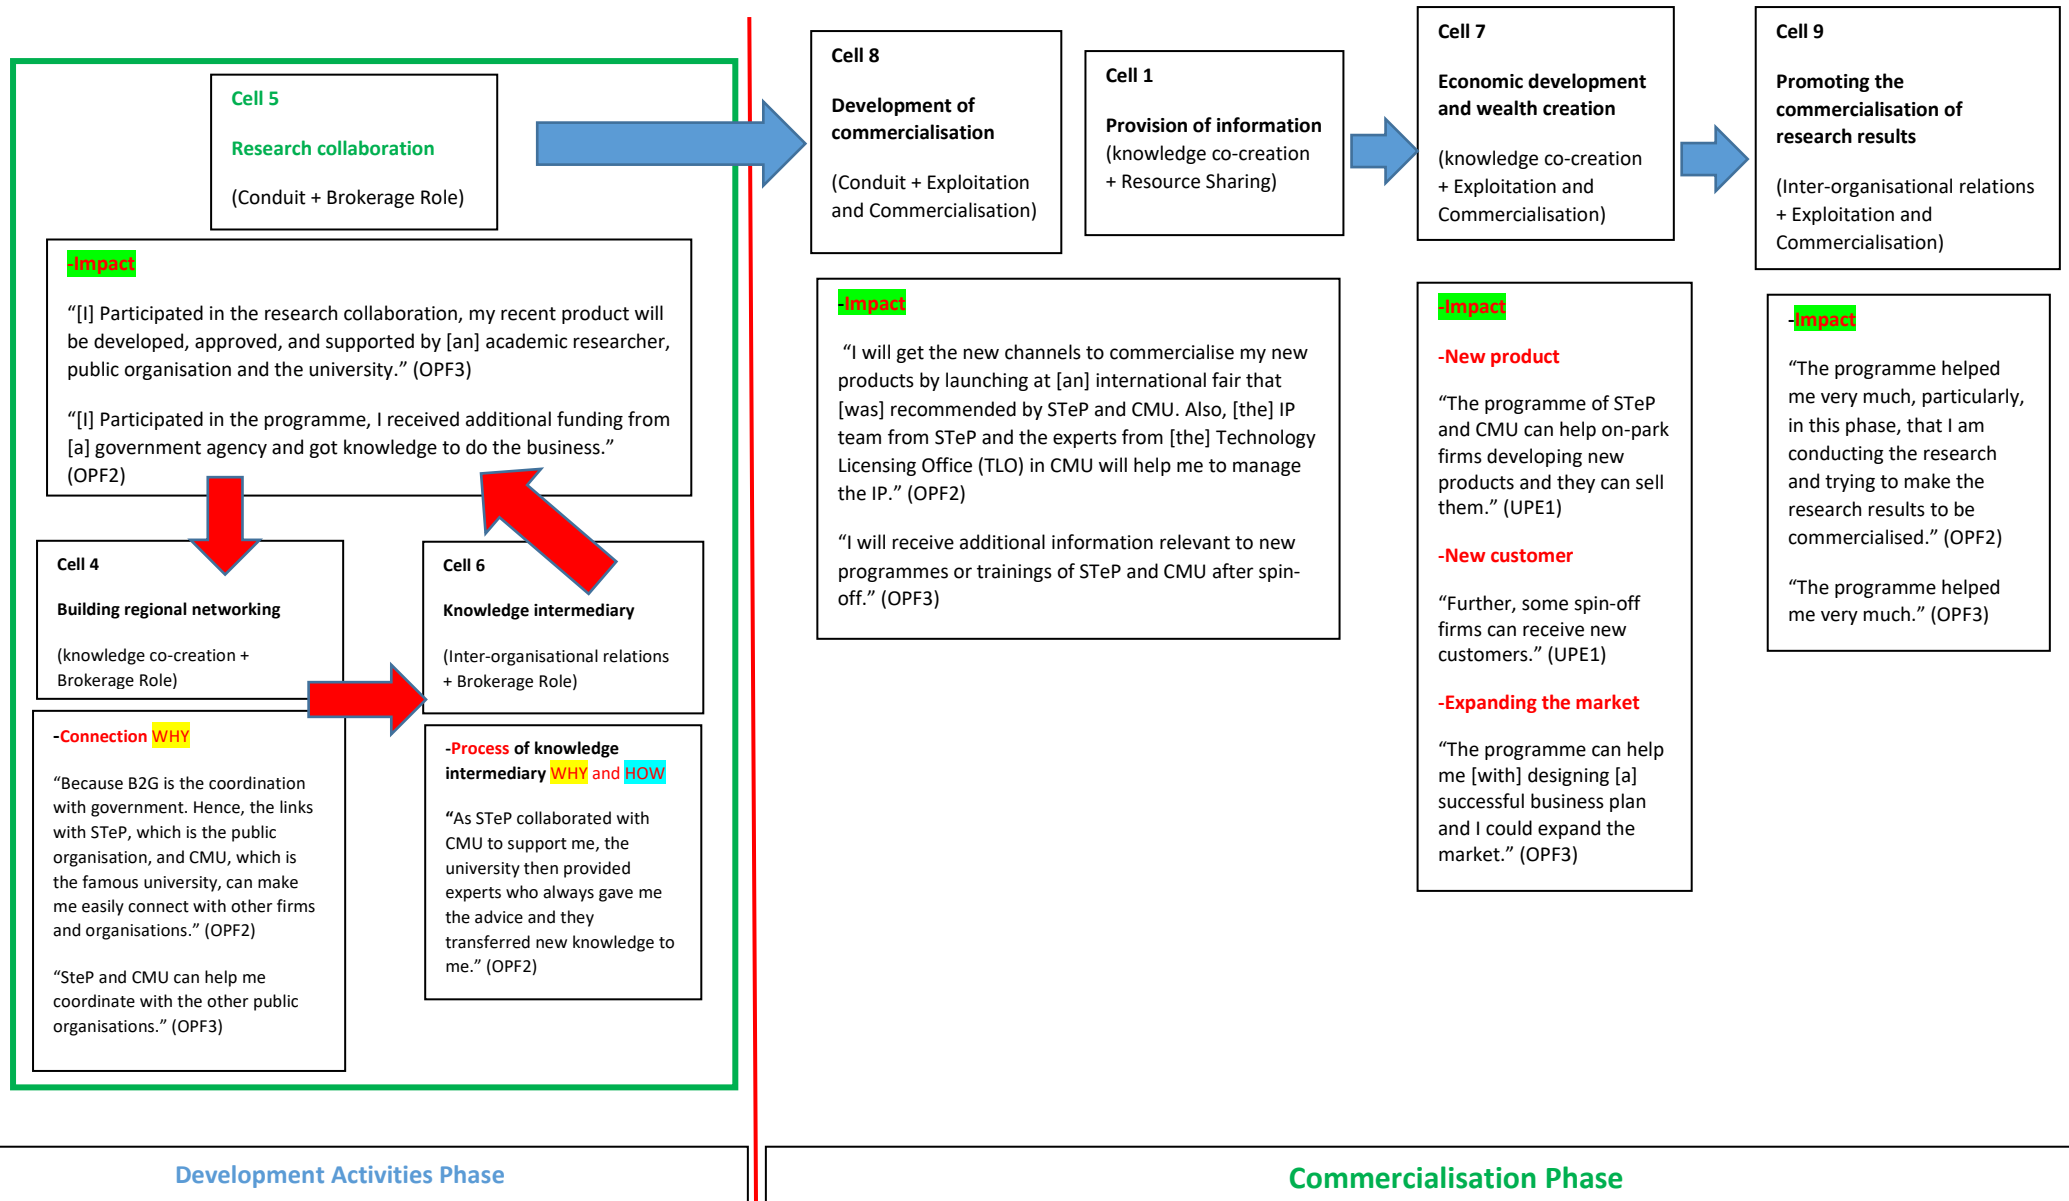 Cell 5
Research collaboration
(Conduit + Brokerage Role)
-Impact
“[I] Participated in the research collaboration, my recent product will
be developed, approved, and supported by [an] academic researcher,
public organisation and the university.” (OPF3)
“[I] Participated in the programme, I received additional funding from
[a] government agency and got knowledge to do the business.”
(OPF2)
Cell 4
Building regional networking
(knowledge co-creation +
Brokerage Role)
-Connection WHY
“Because B2G is the coordination
with government. Hence, the links
with STeP, which is the public
organisation, and CMU, which is
the famous university, can make
me easily connect with other firms
and organisations.” (OPF2)
“SteP and CMU can help me
coordinate with the other public
organisations.” (OPF3)
Cell 6
Knowledge intermediary
(Inter-organisational relations
+ Brokerage Role)
-Process of knowledge
intermediary WHY and HOW
“As STeP collaborated with
CMU to support me, the
university then provided
experts who always gave me
the advice and they
transferred new knowledge to
me.” (OPF2)
Cell 8
Development of
commercialisation
(Conduit + Exploitation
and Commercialisation)
Cell 1
Provision of information
(knowledge co-creation
+ Resource Sharing)
-Impact
“I will get the new channels to commercialise my new
products by launching at [an] international fair that
[was] recommended by STeP and CMU. Also, [the] IP
team from STeP and the experts from [the] Technology
Licensing Office (TLO) in CMU will help me to manage
the IP.” (OPF2)
“I will receive additional information relevant to new
programmes or trainings of STeP and CMU after spin-
off.” (OPF3)
Cell 7
Economic development
and wealth creation
(knowledge co-creation
+ Exploitation and
Commercialisation)
-Impact
-New product
“The programme of STeP
and CMU can help on-park
firms developing new
products and they can sell
them.” (UPE1)
-New customer
“Further, some spin-off
firms can receive new
customers.” (UPE1)
-Expanding the market
“The programme can help
me [with] designing [a]
successful business plan
and I could expand the
market.” (OPF3)
Cell 9
Promoting the
commercialisation of
research results
(Inter-organisational relations
+ Exploitation and
Commercialisation)
-Impact
“The programme helped
me very much, particularly,
in this phase, that I am
conducting the research
and trying to make the
research results to be
commercialised.” (OPF2)
“The programme helped
me very much.” (OPF3)
Development Activities Phase
Commercialisation Phase